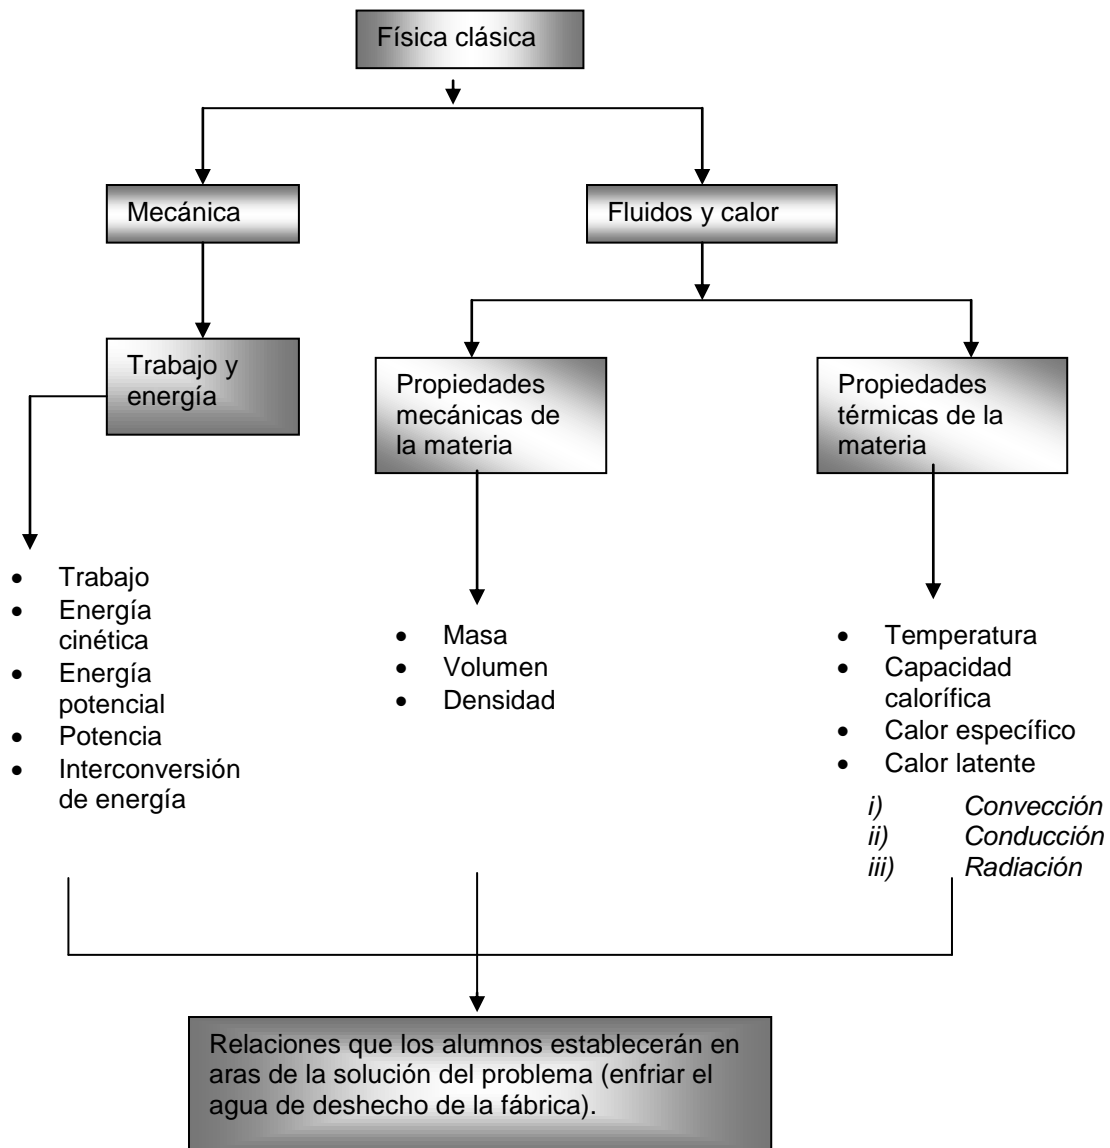 Física clásica
Mecánica
Fluidos y calor
Trabajo y
energía
Propiedades
mecánicas de
la materia
Propiedades
térmicas de la
materia
• Trabajo
• Energía
cinética
• Energía
potencial
• Potencia
• Interconversión
de energía
• Masa
• Volumen
• Densidad
• Temperatura
• Capacidad
calorífica
• Calor específico
• Calor latente
i) Convección
ii) Conducción
iii) Radiación
Relaciones que los alumnos establecerán en
aras de la solución del problema (enfriar el
agua de deshecho de la fábrica).